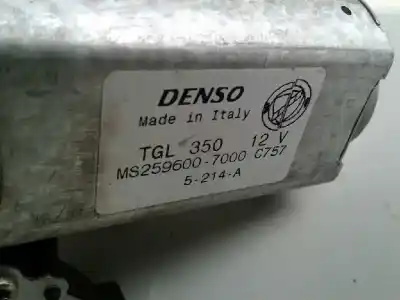 DENSO
Made in Italy
TGL 350 12 V
MS259600-7000 C757
5-214-A